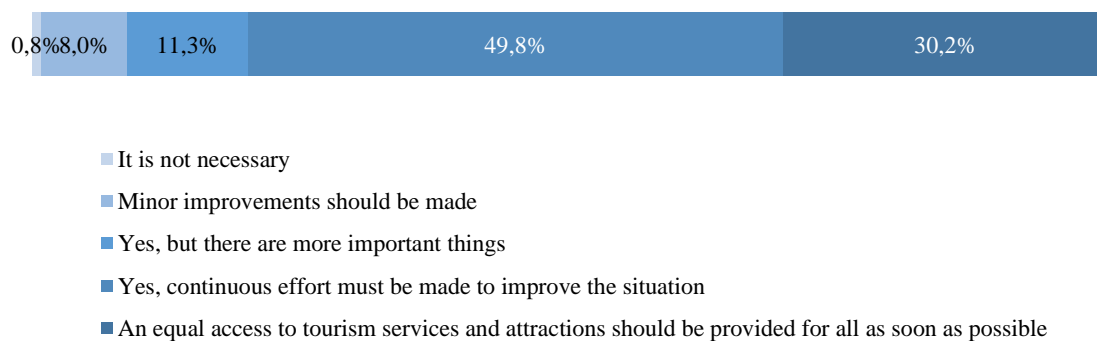 0,8% 8,0% 11,3% 49,8% 30,2%
It is not necessary
Minor improvements should be made
Yes, but there are more important things
Yes, continuous effort must be made to improve the situation
An equal access to tourism services and attractions should be provided for all as soon as possible